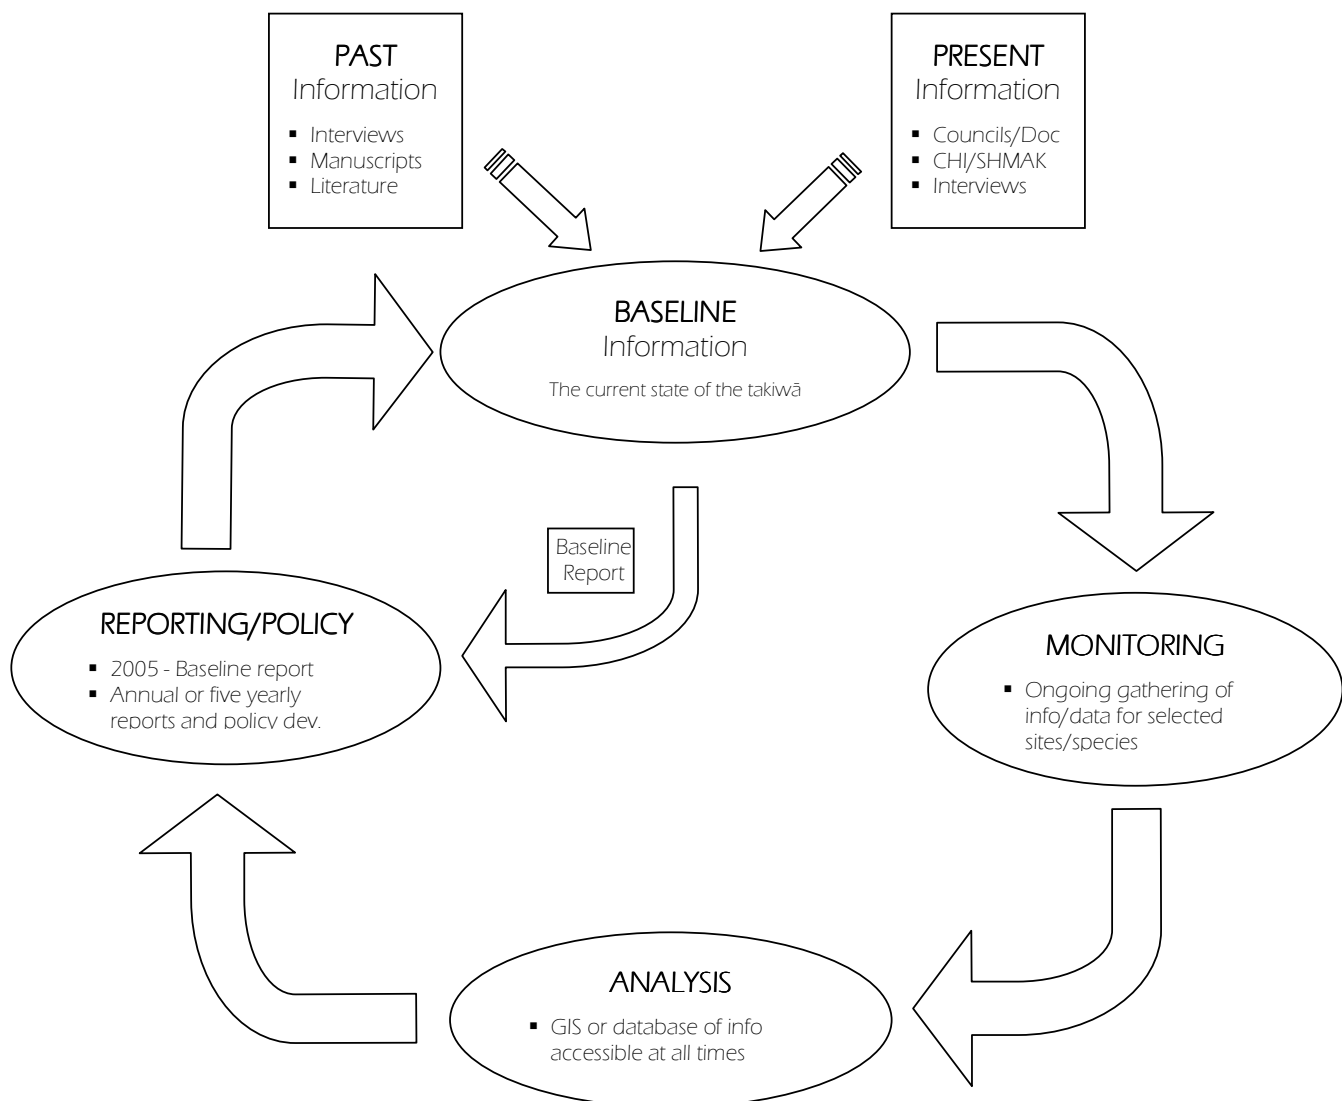 PAST
Information
▪ Interviews
▪ Manuscripts
▪ Literature
PRESENT
Information
▪ Councils/Doc
▪ CHI/SHMAK
▪ Interviews
BASELINE
Information
The current state of the takiwā
Baseline
Report
REPORTING/POLICY
▪ 2005 - Baseline report
▪ Annual or five yearly
reports and policy dev.
MONITORING
▪ Ongoing gathering of
info/data for selected
sites/species
ANALYSIS
▪ GIS or database of info
accessible at all times